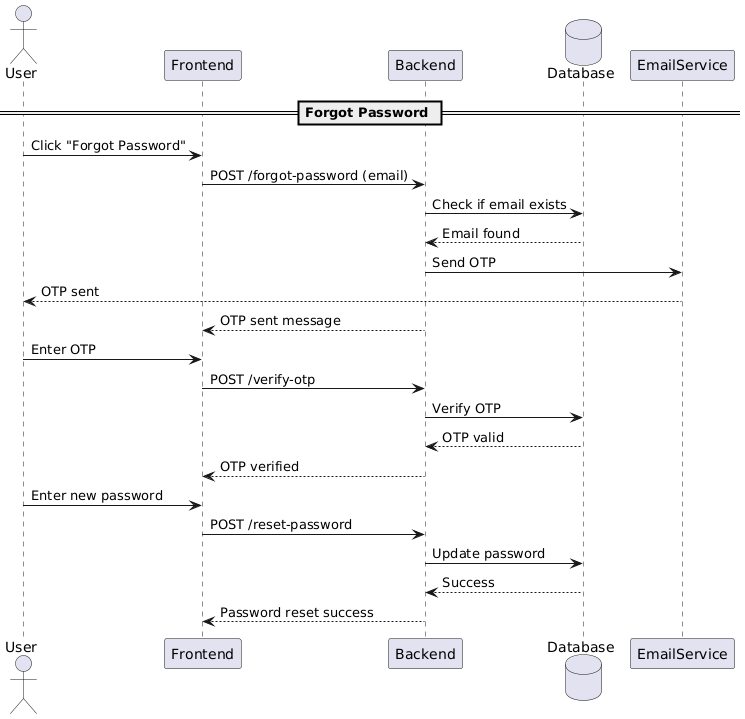 User
Frontend
Backend
Database
EmailService
Forgot Password
Click "Forgot Password"
POST /forgot-password (email)
Check if email exists
Email found
Send OTP
OTP sent
OTP sent message
Enter OTP
POST /verify-otp
Verify OTP
OTP valid
OTP verified
Enter new password
POST /reset-password
Update password
Success
Password reset success
User
Frontend
Backend
Database
EmailService